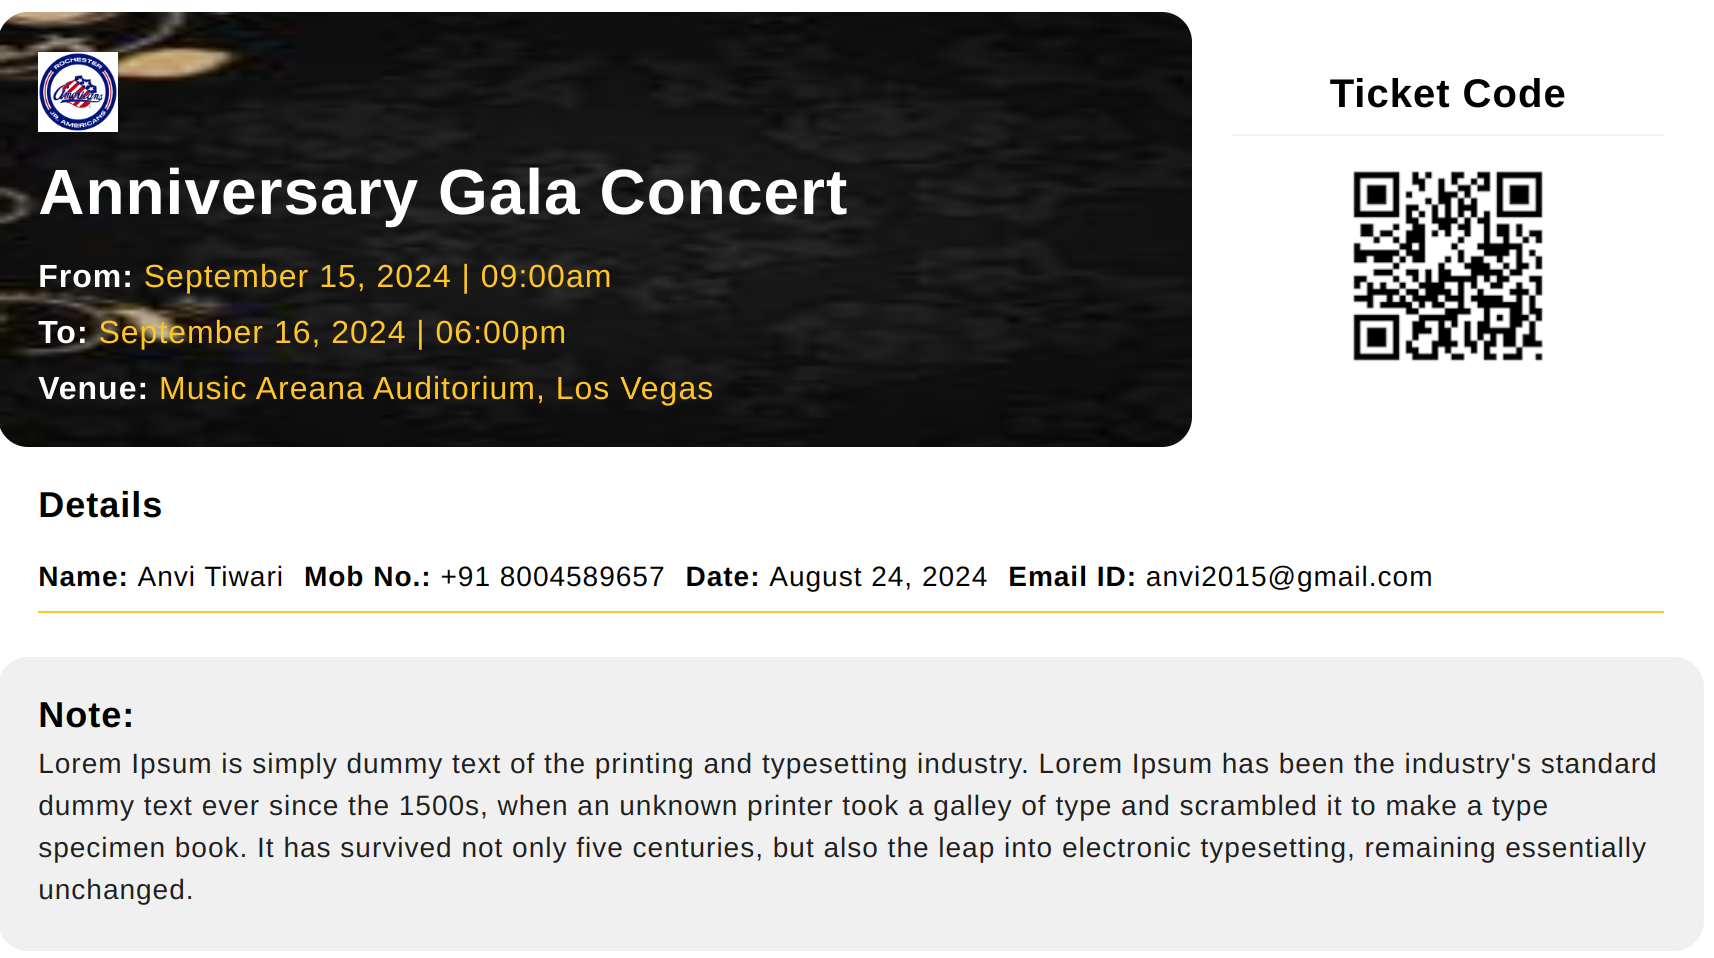 ROCHESTER
Americans
JR. AMERICANS
Anniversary Gala Concert
From: September 15, 2024 | 09:00am
To: September 16, 2024 | 06:00pm
Venue: Music Areana Auditorium, Los Vegas
Ticket Code
Details
Name: Anvi Tiwari Mob No.: +91 8004589657 Date: August 24, 2024 Email ID: anvi2015@gmail.com
Note:
Lorem Ipsum is simply dummy text of the printing and typesetting industry. Lorem Ipsum has been the industry's standard
dummy text ever since the 1500s, when an unknown printer took a galley of type and scrambled it to make a type
specimen book. It has survived not only five centuries, but also the leap into electronic typesetting, remaining essentially
unchanged.